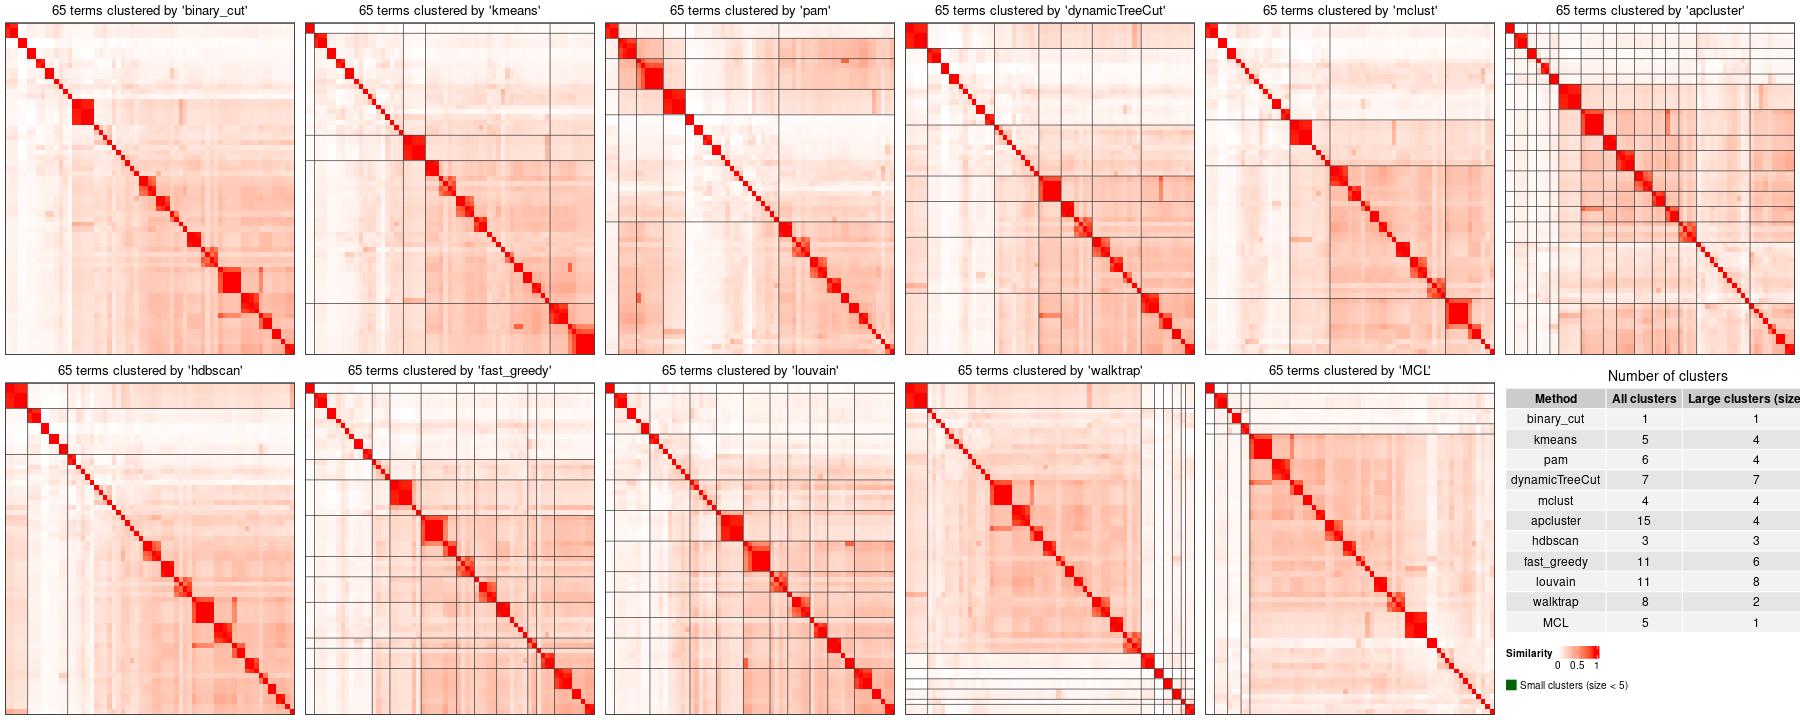 65 terms clustered by 'binary_cut'
65 terms clustered by 'kmeans'
65 terms clustered by 'pam'
65 terms clustered by 'dynamicTreeCut'
65 terms clustered by 'mclust'
65 terms clustered by 'apcluster'
65 terms clustered by 'hdbscan'
65 terms clustered by 'fast_greedy'
65 terms clustered by 'louvain'
65 terms clustered by 'walktrap'
65 terms clustered by 'MCL'
Number of clusters
Method All clusters Large clusters (size
binary_cut 1 1
kmeans 5 4
pam 6 4
dynamicTreeCut 7 7
mclust 4 4
apcluster 15 4
hdbscan 3 3
fast_greedy 11 6
louvain 11 8
walktrap 8 2
MCL 5 1
Similarity
0 0.5 1
Small clusters (size < 5)